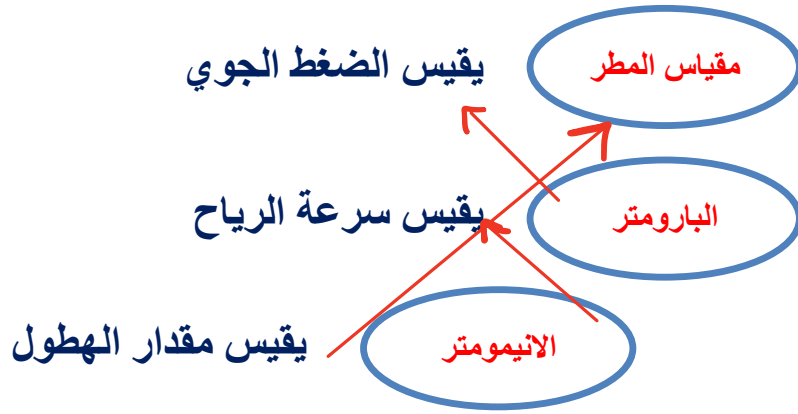 مقياس المطر يقيس الضغط الجوي
البارومتر يقيس سرعة الرياح
الانيمومتر يقيس مقدار الهطول